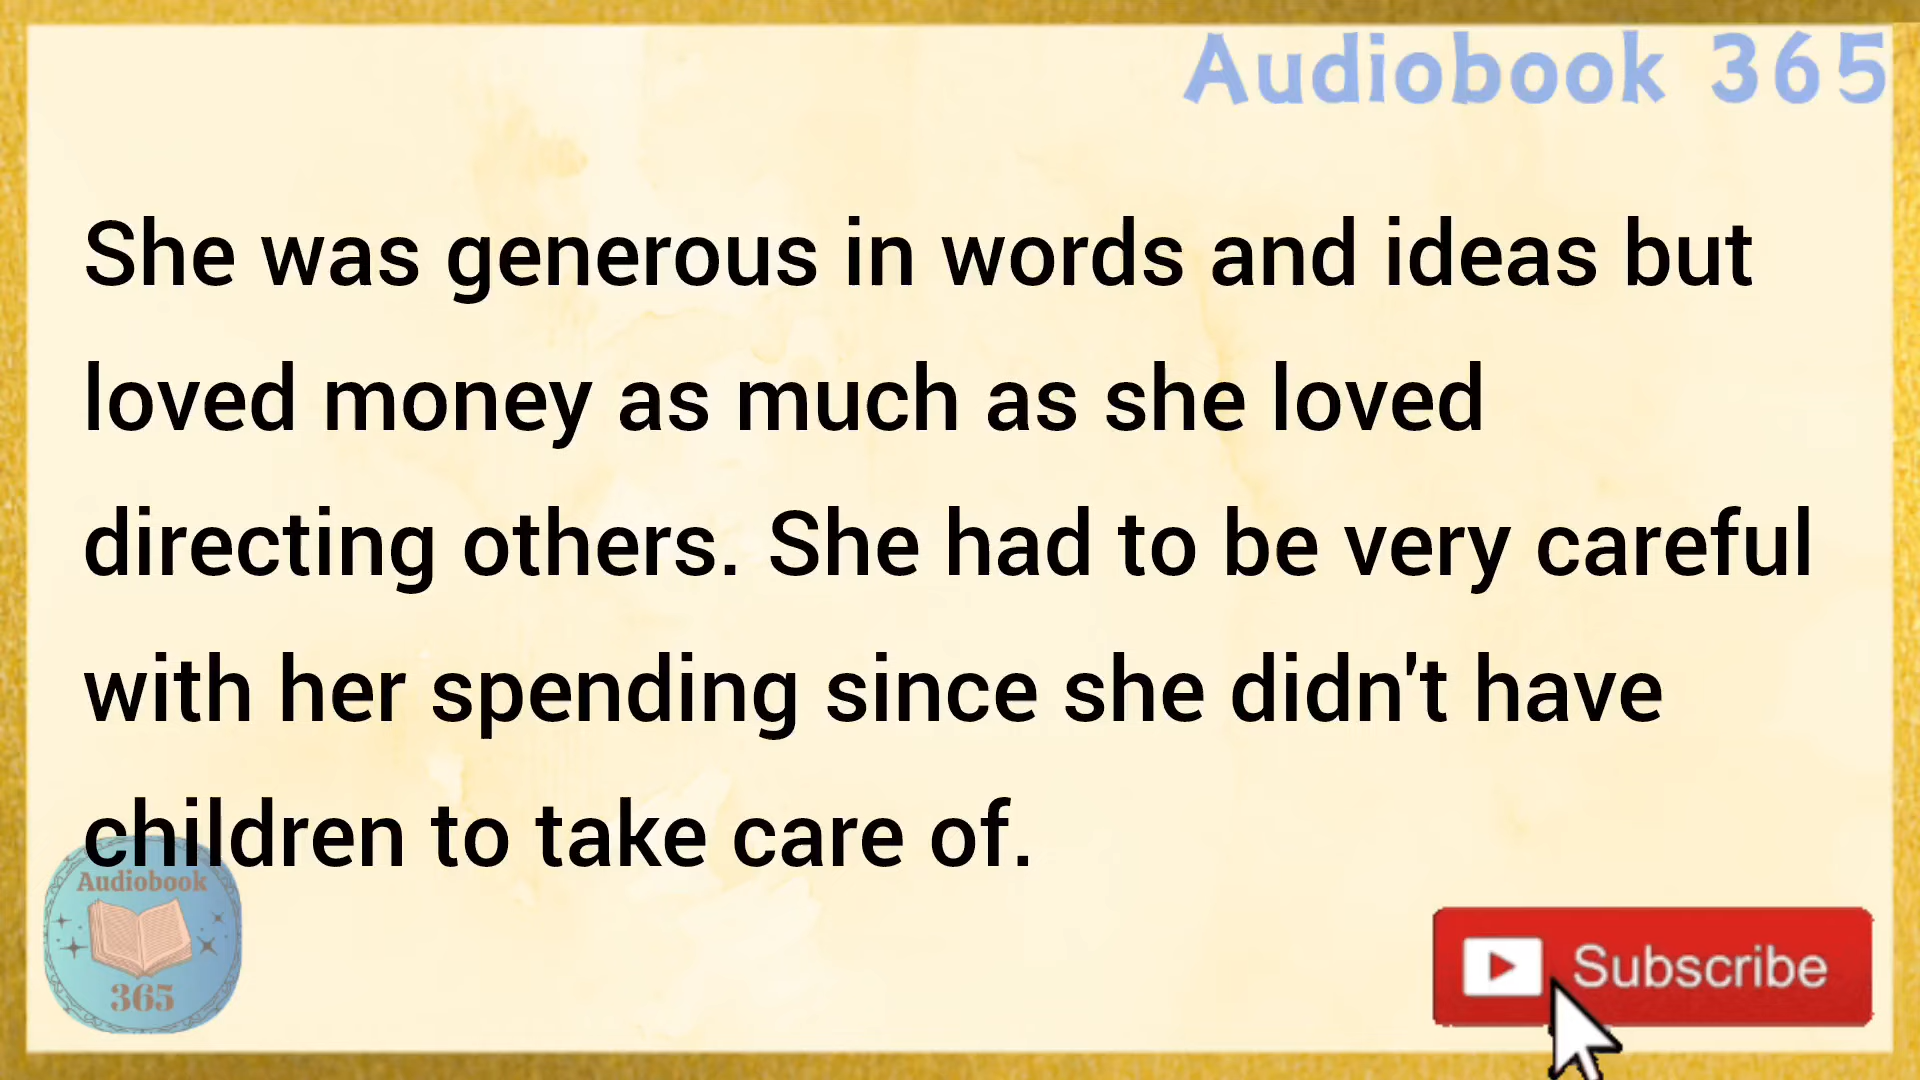 Audiobook 365
She was generous in words and ideas but
loved money as much as she loved
directing others. She had to be very careful
with her spending since she didn't have
children to take care of.
Audiobook
365
Subscribe